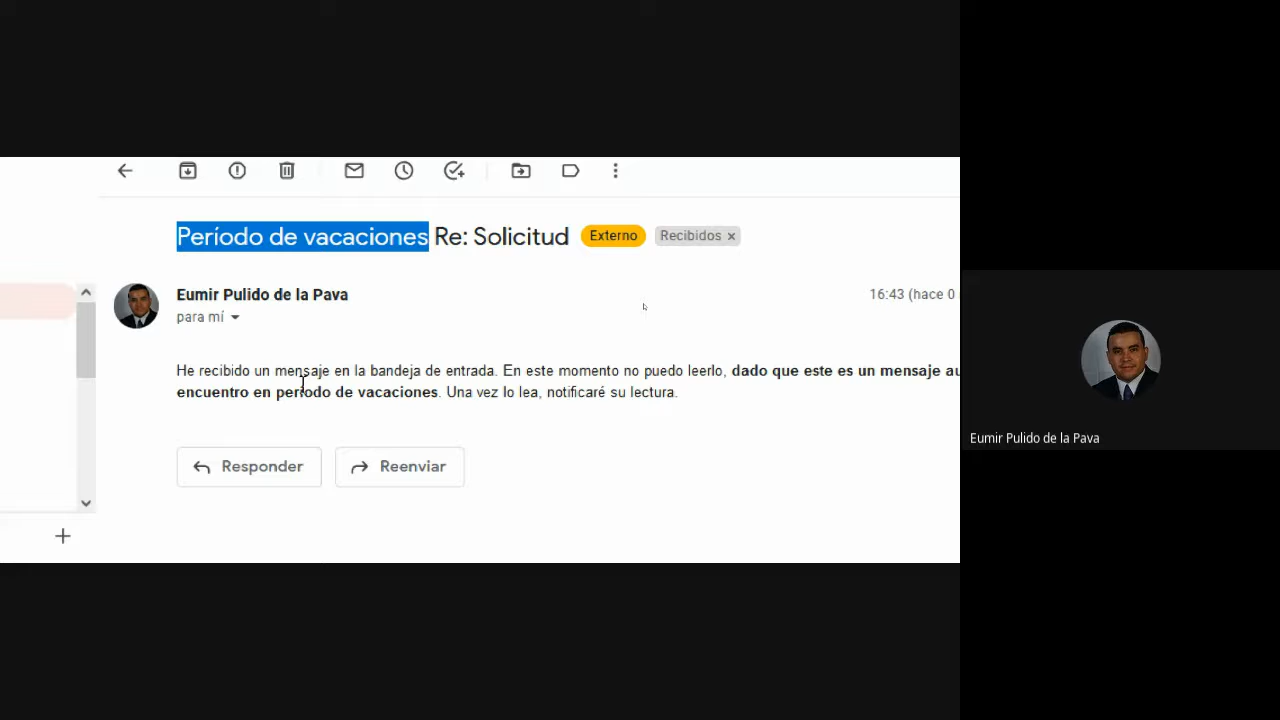 Período de vacaciones Re: Solicitud Externo Recibidos ×
Eumir Pulido de la Pava
16:43 (hace 0
para mí
He recibido un mensaje en la bandeja de entrada. En este momento no puedo leerlo, dado que este es un mensaje au
encuentro en período de vacaciones. Una vez lo lea, notificaré su lectura.
Responder
Reenviar
Eumir Pulido de la Pava